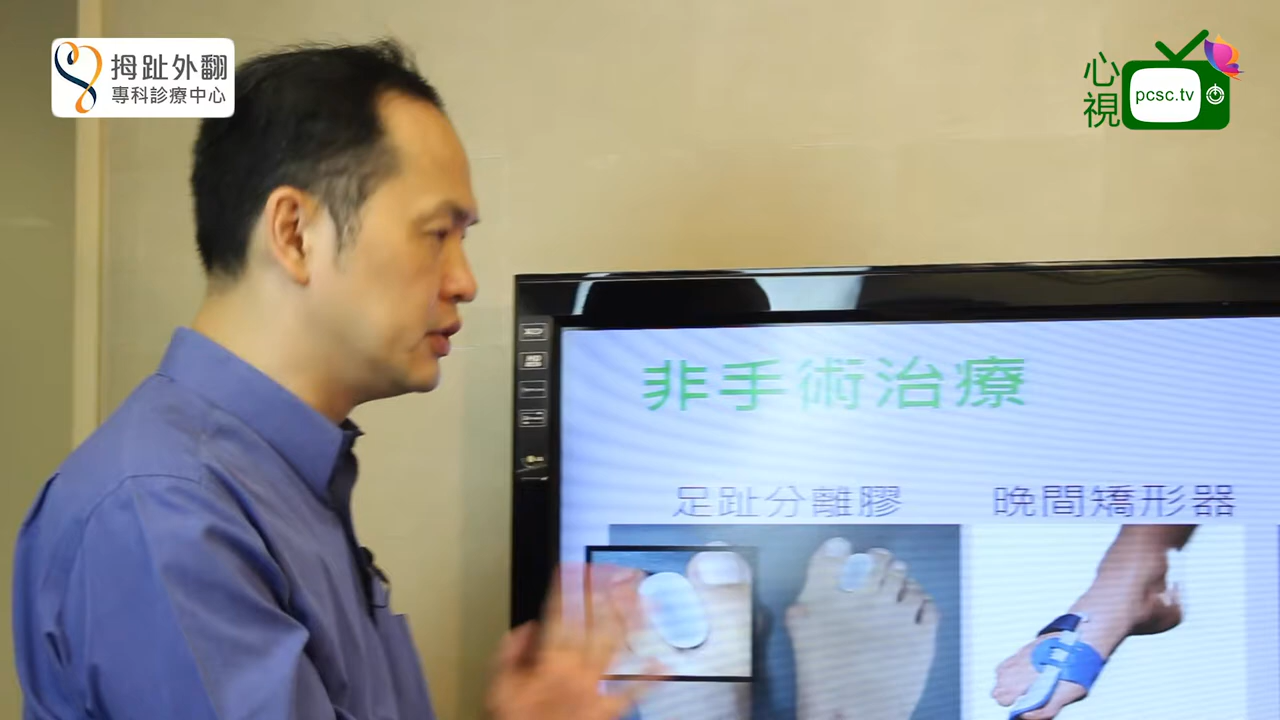 拇趾外翻
專科診療中心
心視
pcsc.tv
非手術治療
足趾分離膠
晚間矯形器